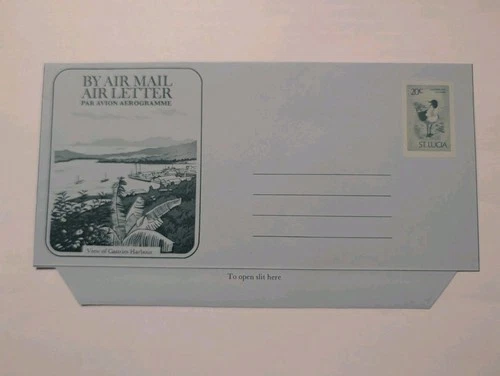 BY AIR MAIL
AIR LETTER
PAR AVION AEROGRAMME
20c
ST. LUCIA
View of Castries Harbour
To open slit here